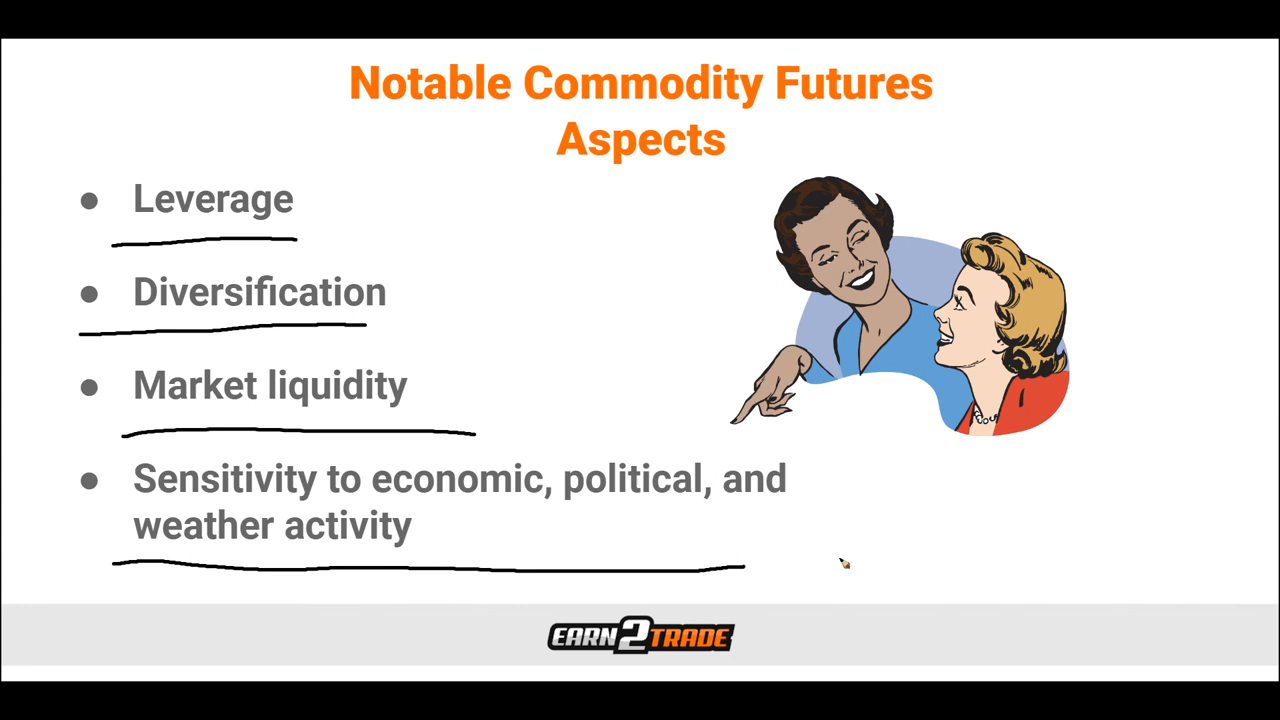 Notable Commodity Futures
Aspects
● Leverage
● Diversification
● Market liquidity
● Sensitivity to economic, political, and
weather activity
EARN2TRADE